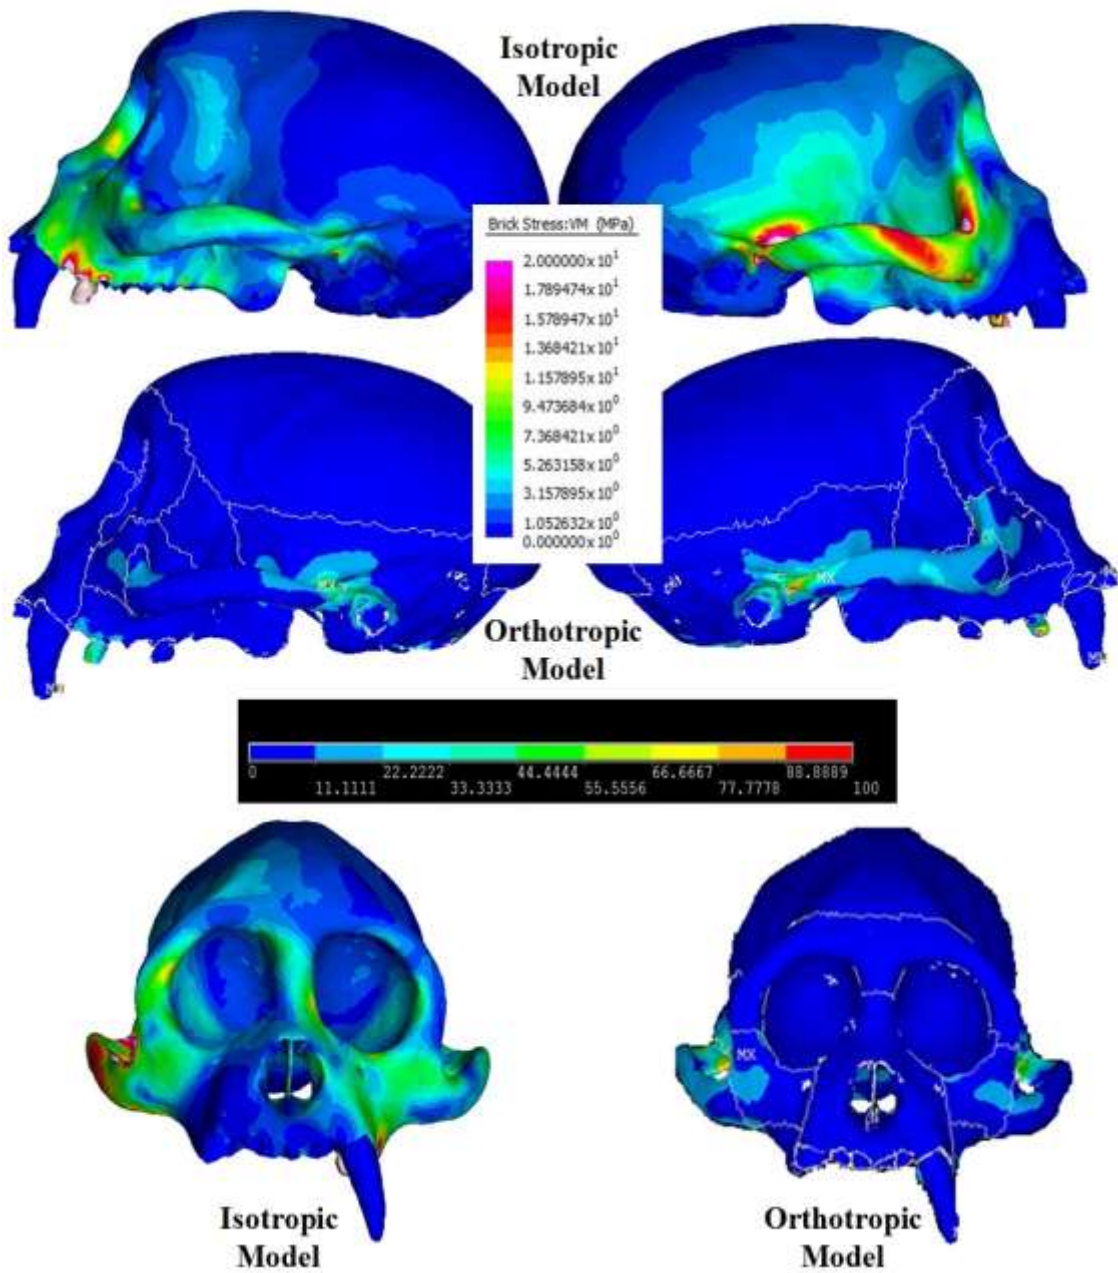 Isotropic
Model
Brick Stress:VM (MPa)
2.000000x10¹
1.789474x10¹
1.578947x10¹
1.368421x10¹
1.157895x10¹
9.473684x10⁰
7.368421x10⁰
5.263158x10⁰
3.157895x10⁰
1.052632x10⁰
0.000000x10⁰
MX
Orthotropic
Model
0 22.2222 44.4444 66.6667 88.8889
11.1111 33.3333 55.5556 77.7778 100
MX
Isotropic
Model
Orthotropic
Model